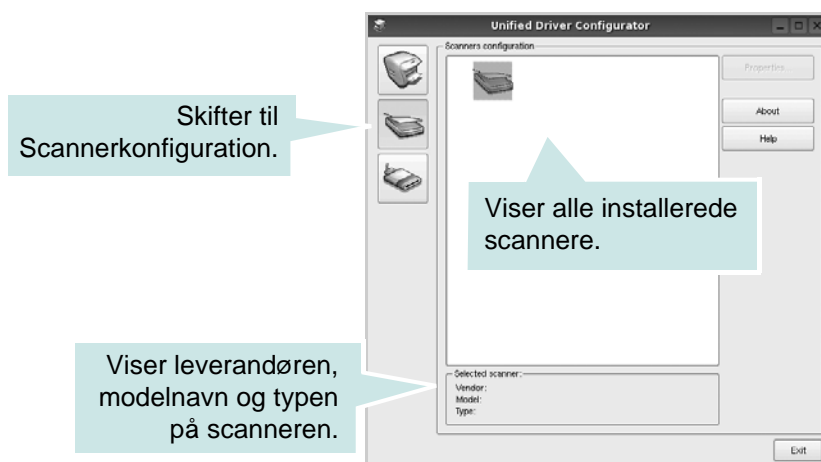 Unified Driver Configurator
Scanners configuration
Properties...
About
Help
Skifter til
Scannerkonfiguration.
Viser alle installerede
scannere.
Viser leverandøren,
modelnavn og typen
på scanneren.
Selected scanner:
Vendor:
Model:
Type:
Exit